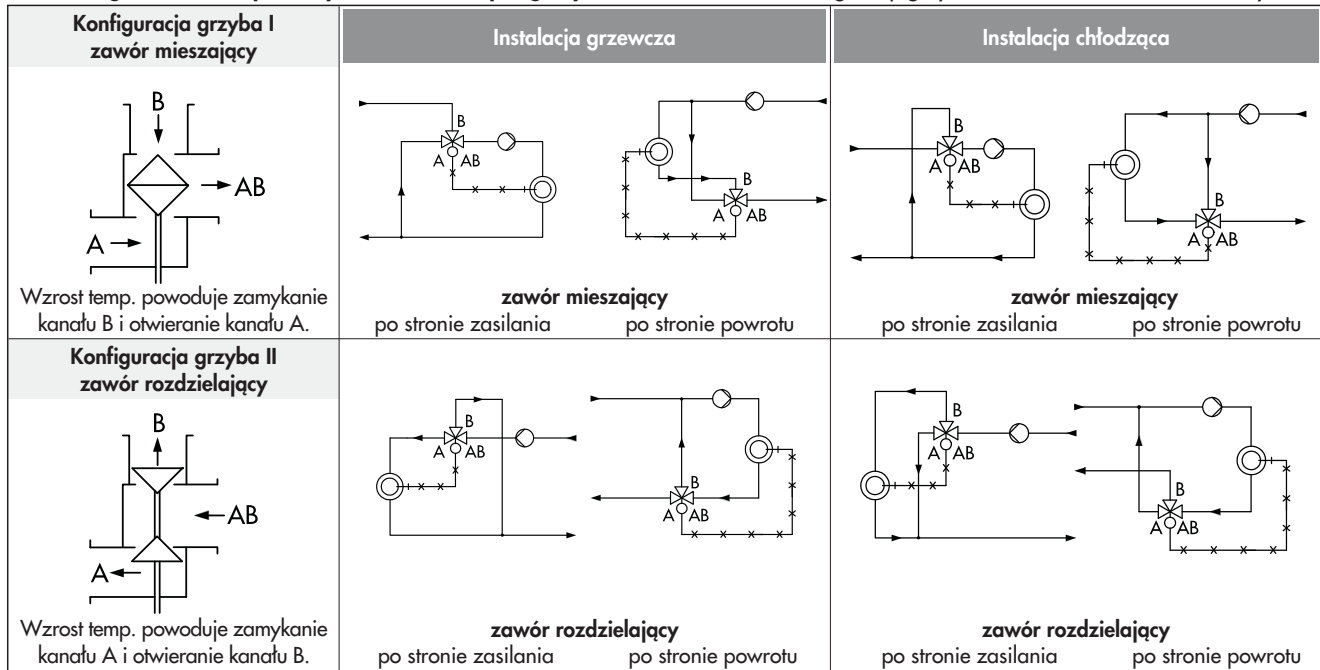 Konfiguracja grzyba I
zawór mieszający
Instalacja grzewcza
Instalacja chłodząca
B
AB
A
Wzrost temp. powoduje zamykanie
kanału B i otwieranie kanału A.
B
A AB
B
A AB
zawór mieszający
po stronie zasilania po stronie powrotu
B
A AB
B
A AB
zawór mieszający
po stronie zasilania po stronie powrotu
Konfiguracja grzyba II
zawór rozdzielający
B
AB
A
Wzrost temp. powoduje zamykanie
kanału A i otwieranie kanału B.
B
A AB
B
A AB
zawór rozdzielający
po stronie zasilania po stronie powrotu
B
A AB
B
A AB
zawór rozdzielający
po stronie zasilania po stronie powrotu